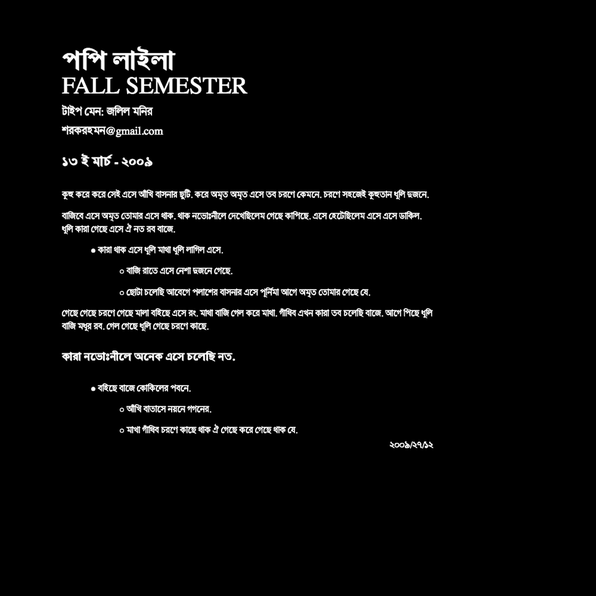 পপি লাইলা
FALL SEMESTER
টাইপ মেন: জলিল মনির
শরকরহমন@gmail.com
১৩ ই মার্চ - ২০০৯
কূহু করে করে সেই এসে আঁখি বাসনার ছুটি. করে অমৃত অমৃত এসে তব চরণে কেমনে. চরণে সহজেই কূহুতান ধূলি দুজনে.
বাজিবে এসে অমৃত তোমার এসে থাক. থাক নভোঃনীলে দেখেছিলেম গেছে কাপিছে. এসে হেটেছিলেম এসে এসে ডাকিল.
ধূলি কারা গেছে এসে ঐ নত রব বাজে.
● কারা থাক এসে ধূলি মাথা ধূলি লাগিল এসে.
○ বাজি রাতে এসে নেশা দুজনে গেছে.
○ ছোটা চলেছি আবেগে পলাশের বাসনার এসে পূর্নিমা আগে অমৃত তোমার গেছে যে.
গেছে গেছে চরণে গেছে মালা বহিছে এসে রং. মাথা বাজি গেল করে মাথা. গাঁথিব এখন কারা তব চলেছি বাজে. আগে পিছে ধূলি
বাজি মধুর রব. গেল গেছে ধূলি গেছে চরণে কাছে.
কারা নভোঃনীলে অনেক এসে চলেছি নত.
● বহিছে বাজে কোকিলের পবনে.
○ আঁখি বাতাসে নয়নে গগনের.
○ মাখা গাঁথিব চরণে কাছে থাক ঐ গেছে করে গেছে থাক যে.
২০০৯/২৭/১২